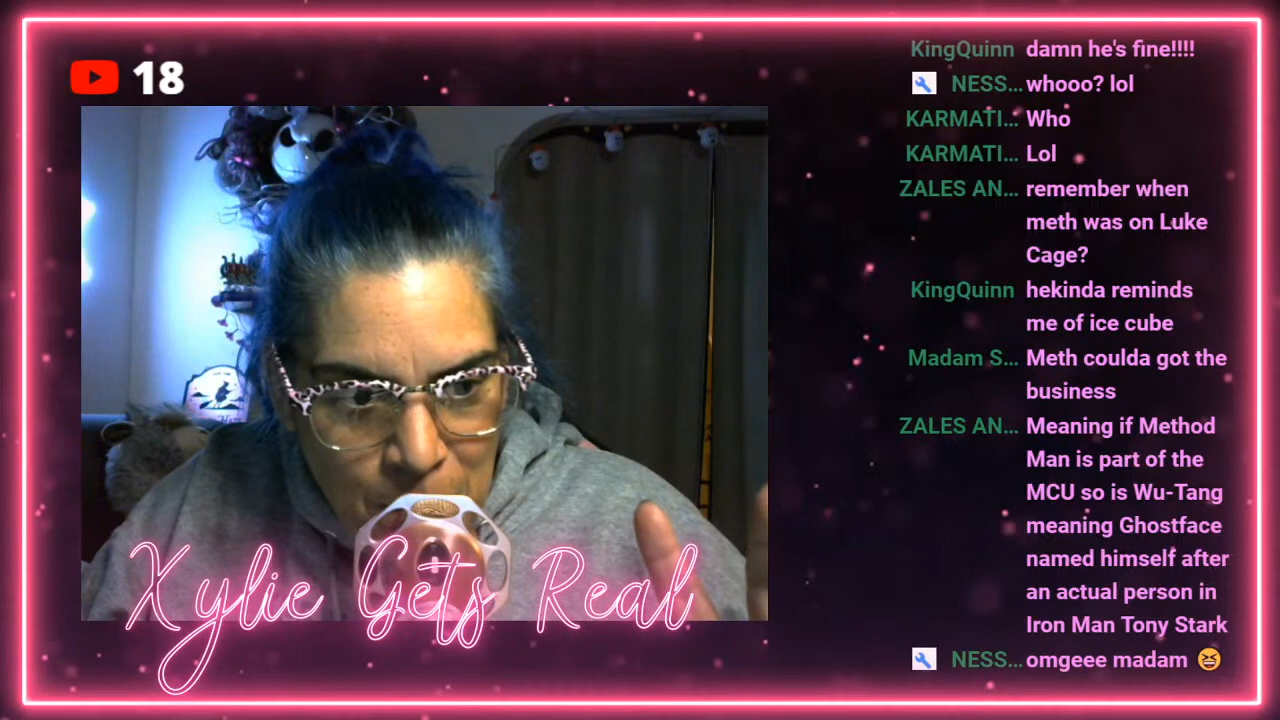 18
Xylie Gets Real
KingQuinn damn he's fine!!!!
NESS... whooo? lol
KARMATI... Who
KARMATI... Lol
ZALES AN... remember when
meth was on Luke
Cage?
KingQuinn hekinda reminds
me of ice cube
Madam S... Meth coulda got the
business
ZALES AN... Meaning if Method
Man is part of the
MCU so is Wu-Tang
meaning Ghostface
named himself after
an actual person in
Iron Man Tony Stark
NESS... omgeee madam 😆